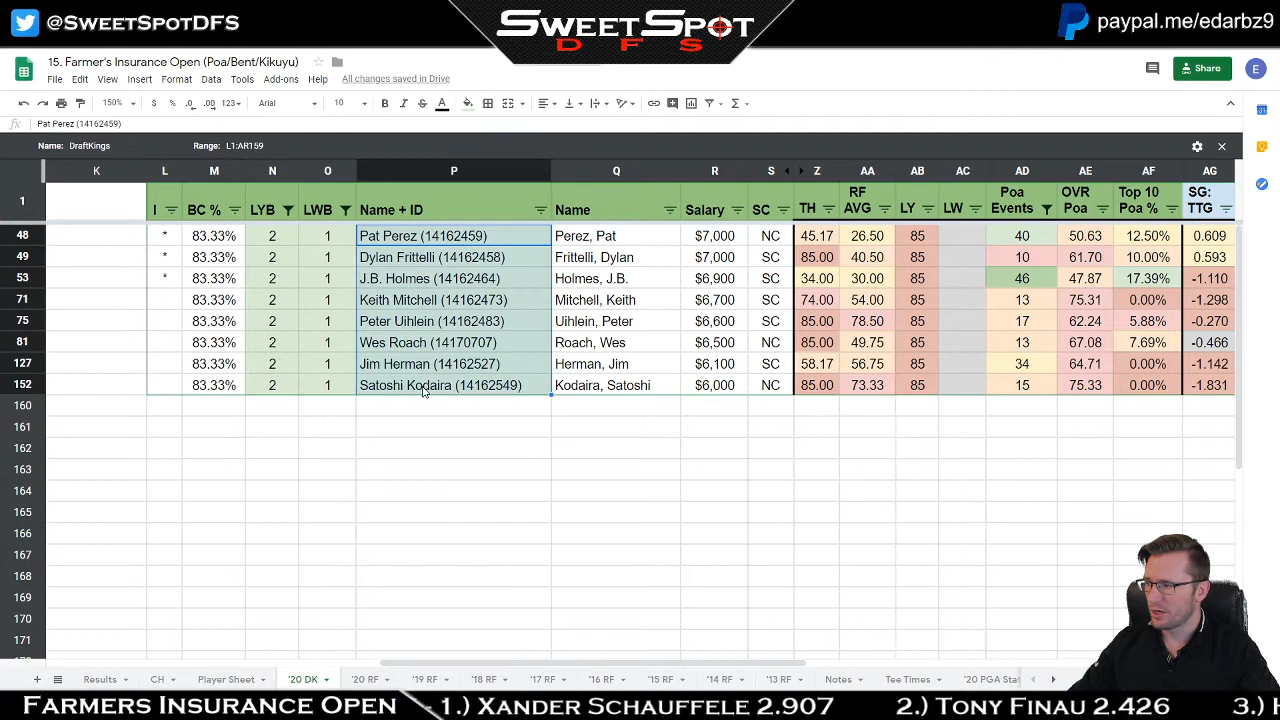 @SweetSpotDFS
SweetSpot
DFS
paypal.me/edarbz9
15. Farmer's Insurance Open (Poa/Bent/Kikuyu)
File Edit View Insert Format Data Tools Add-ons Help All changes saved in Drive
Share
E
150% $ % .0 .00 123 Arial 10 B I S A
fx Pat Perez (14162459)
Name: DraftKings Range: L1:AR159
K L M N O P Q R S Z AA AB AC AD AE AF AG
1 I BC % LYB LWB Name + ID Name Salary SC TH RF AVG LY LW Poa Events OVR Poa Top 10 Poa % SG: TTG
48 * 83.33% 2 1 Pat Perez (14162459) Perez, Pat $7,000 NC 45.17 26.50 85 40 50.63 12.50% 0.609
49 * 83.33% 2 1 Dylan Frittelli (14162458) Frittelli, Dylan $7,000 SC 85.00 40.50 85 10 61.70 10.00% 0.593
53 * 83.33% 2 1 J.B. Holmes (14162464) Holmes, J.B. $6,900 SC 34.00 30.00 85 46 47.87 17.39% -1.110
71 83.33% 2 1 Keith Mitchell (14162473) Mitchell, Keith $6,700 SC 74.00 54.00 85 13 75.31 0.00% -1.298
75 83.33% 2 1 Peter Uihlein (14162483) Uihlein, Peter $6,600 SC 85.00 78.50 85 17 62.24 5.88% -0.270
81 83.33% 2 1 Wes Roach (14170707) Roach, Wes $6,500 NC 85.00 49.75 85 13 67.08 7.69% -0.466
127 83.33% 2 1 Jim Herman (14162527) Herman, Jim $6,100 SC 58.17 56.75 85 34 64.71 0.00% -1.142
152 83.33% 2 1 Satoshi Kodaira (14162549) Kodaira, Satoshi $6,000 NC 85.00 73.33 85 15 75.33 0.00% -1.831
160
161
162
163
164
165
166
167
168
169
170
171
Results CH Player Sheet '20 DK '20 RF '19 RF '18 RF '17 RF '16 RF '15 RF '14 RF '13 RF Notes Tee Times '20 PGA Stat
Farmers Insurance Open 1.) Xander Schauffele 2.907 2.) Tony Finau 2.426 3.)